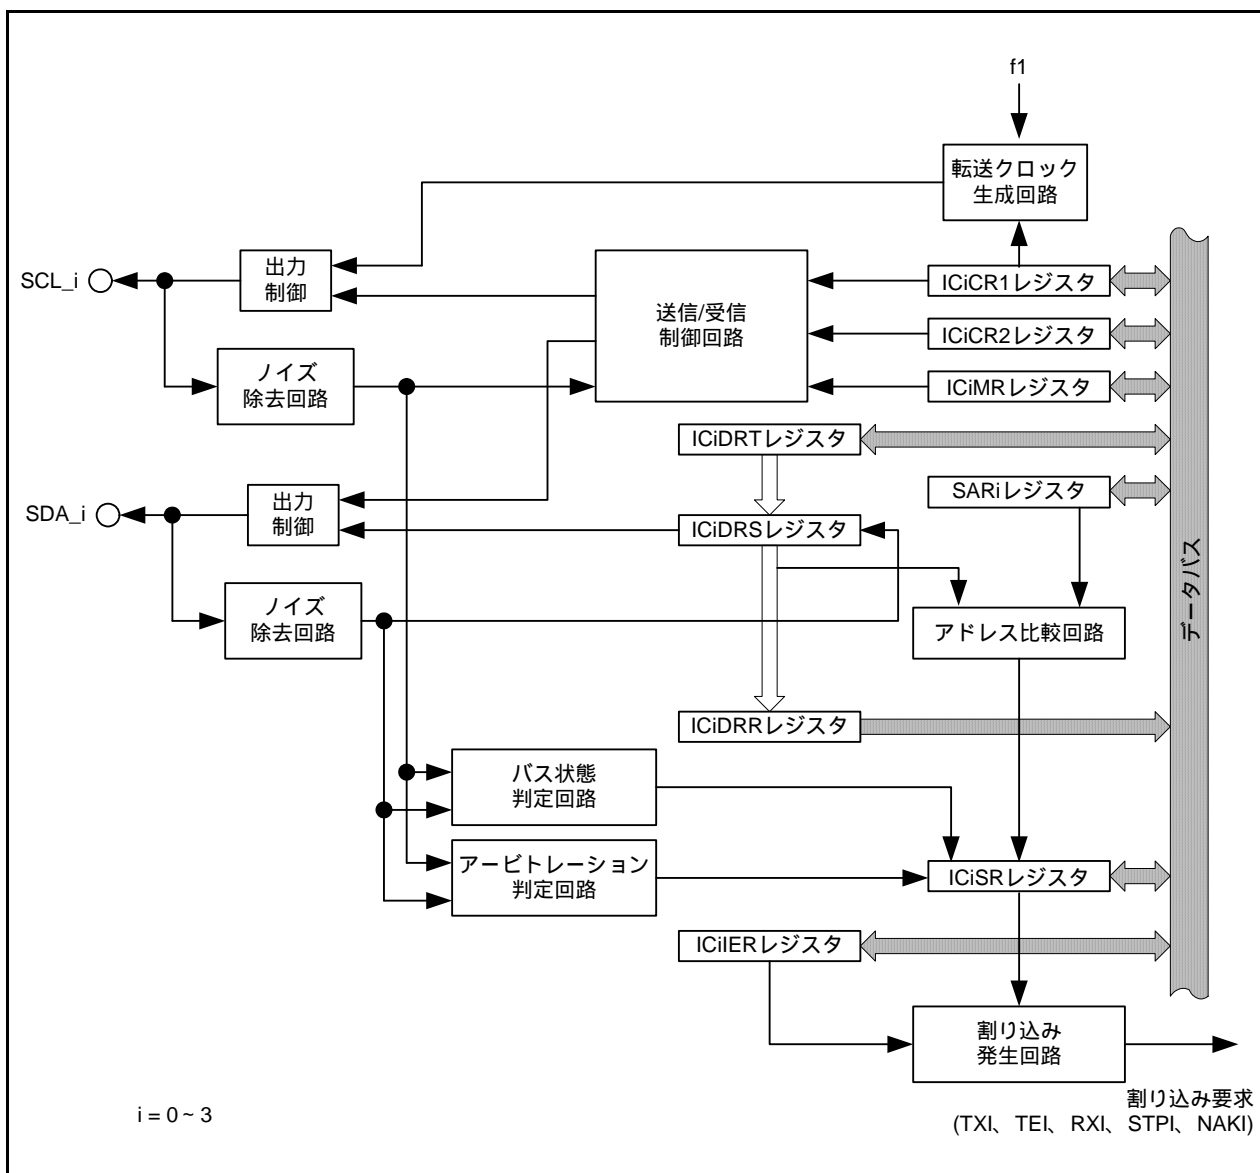 f1
転送クロック
生成回路
SCL_i
出力
制御
送信/受信
制御回路
ICiCR1レジスタ
ICiCR2レジスタ
ICiMRレジスタ
ノイズ
除去回路
ICiDRTレジスタ
SARiレジスタ
SDA_i
出力
制御
ICiDRSレジスタ
データバス
ノイズ
除去回路
アドレス比較回路
ICiDRRレジスタ
バス状態
判定回路
アービトレーション
判定回路
ICiSRレジスタ
ICiIERレジスタ
割り込み
発生回路
割り込み要求
(TXI、TEI、RXI、STPI、NAKI)
i = 0 ~ 3